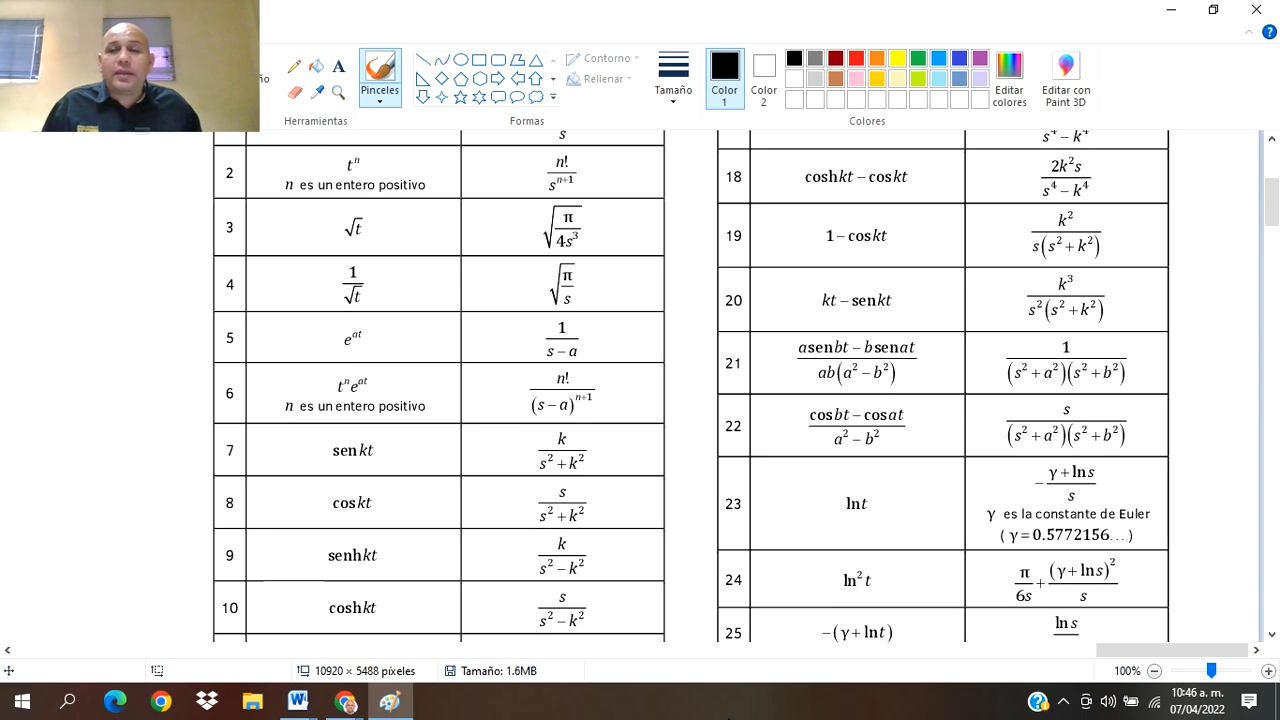 ño
Pinceles
Contorno
Rellenar
Tamaño
Color 1
Color 2
Editar colores
Editar con Paint 3D
Herramientas
Formas
Colores
s
2
tⁿ
n es un entero positivo
n!/sⁿ⁺¹
3
√t
√(π/4s³)
4
1/√t
√(π/s)
5
e^{at}
1/(s−a)
6
tⁿe^{at}
n es un entero positivo
n!/(s−a)ⁿ⁺¹
7
sen kt
k/(s²+k²)
8
cos kt
s/(s²+k²)
9
senh kt
k/(s²−k²)
10
cosh kt
s/(s²−k²)
s⁴−k⁴
18
cosh kt − cos kt
2k²s/(s⁴−k⁴)
19
1−cos kt
k²/(s(s²+k²))
20
kt−sen kt
k³/(s²(s²+k²))
21
(a sen bt − b sen at)/(ab(a²−b²))
1/((s²+a²)(s²+b²))
22
(cos bt − cos at)/(a²−b²)
s/((s²+a²)(s²+b²))
23
ln t
−(γ+ln s)/s
γ es la constante de Euler
(γ=0.5772156…)
24
ln²t
π/6s+(γ+ln s)²/s
25
−(γ+ln t)
ln s
10920 × 5488 píxeles
Tamaño: 1.6MB
100%
10:46 a. m.
07/04/2022